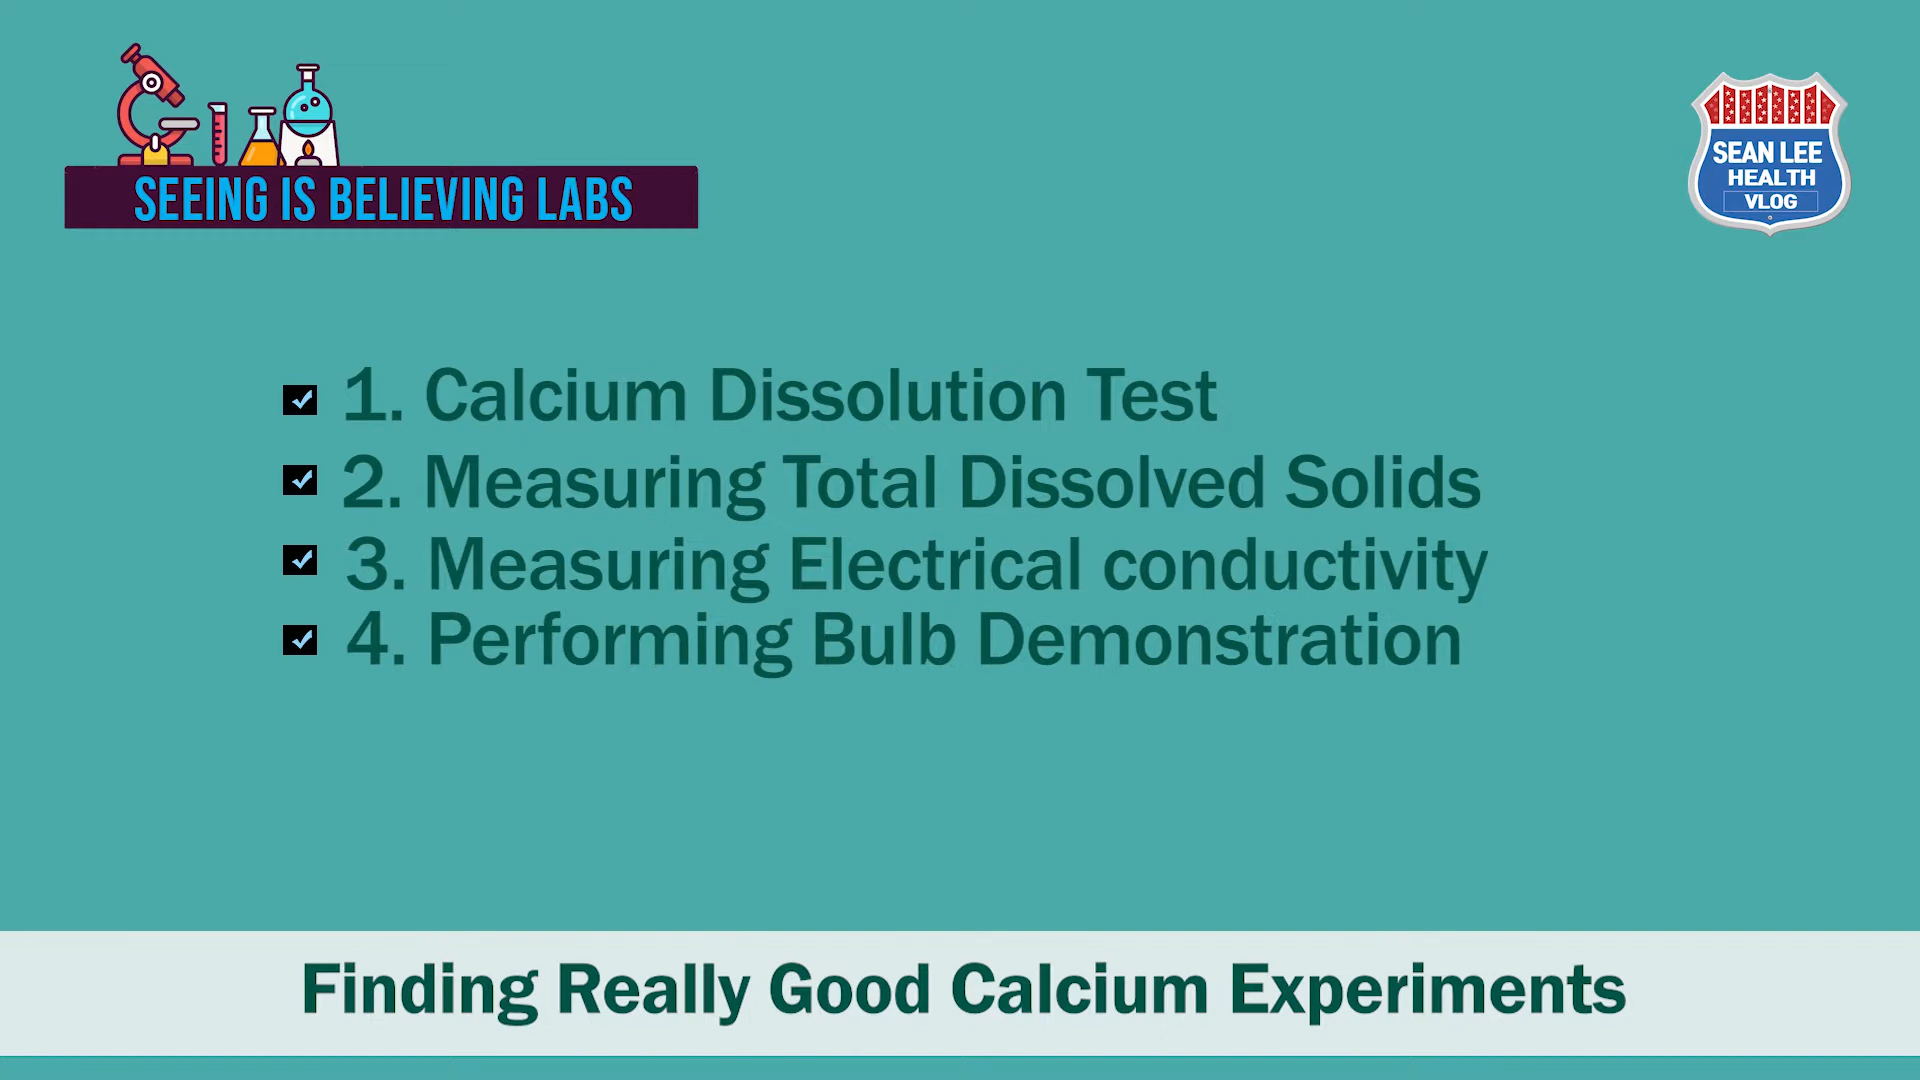 SEEING IS BELIEVING LABS
SEAN LEE
HEALTH
VLOG
1. Calcium Dissolution Test
2. Measuring Total Dissolved Solids
3. Measuring Electrical conductivity
4. Performing Bulb Demonstration
Finding Really Good Calcium Experiments